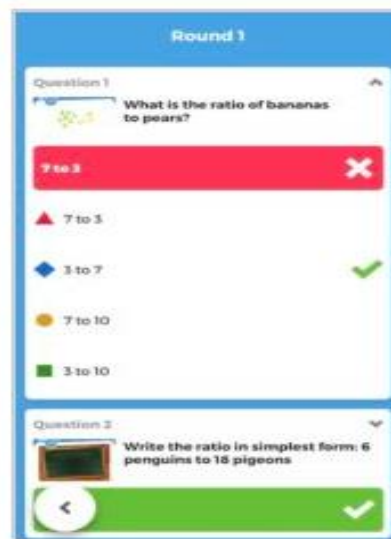 Round 1
Question 1
What is the ratio of bananas
to pears?
7 to 3
7 to 3
3 to 7
7 to 10
3 to 10
Question 2
Write the ratio in simplest form: 6
penguins to 18 pigeons